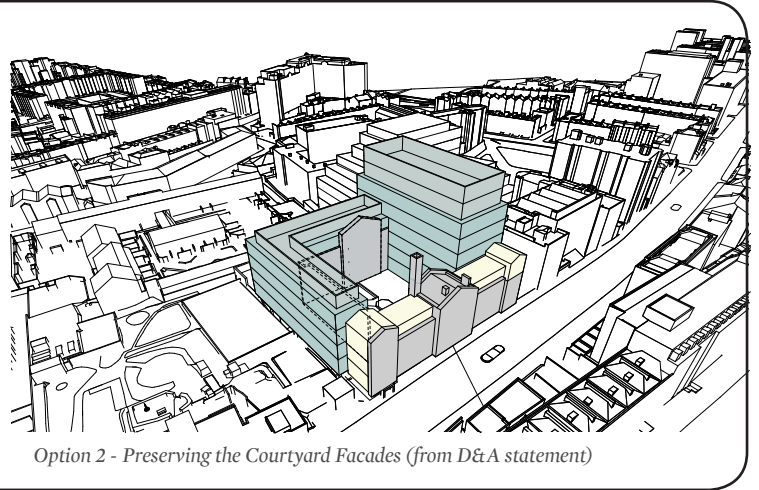 Option 2 - Preserving the Courtyard Facades (from D&A statement)